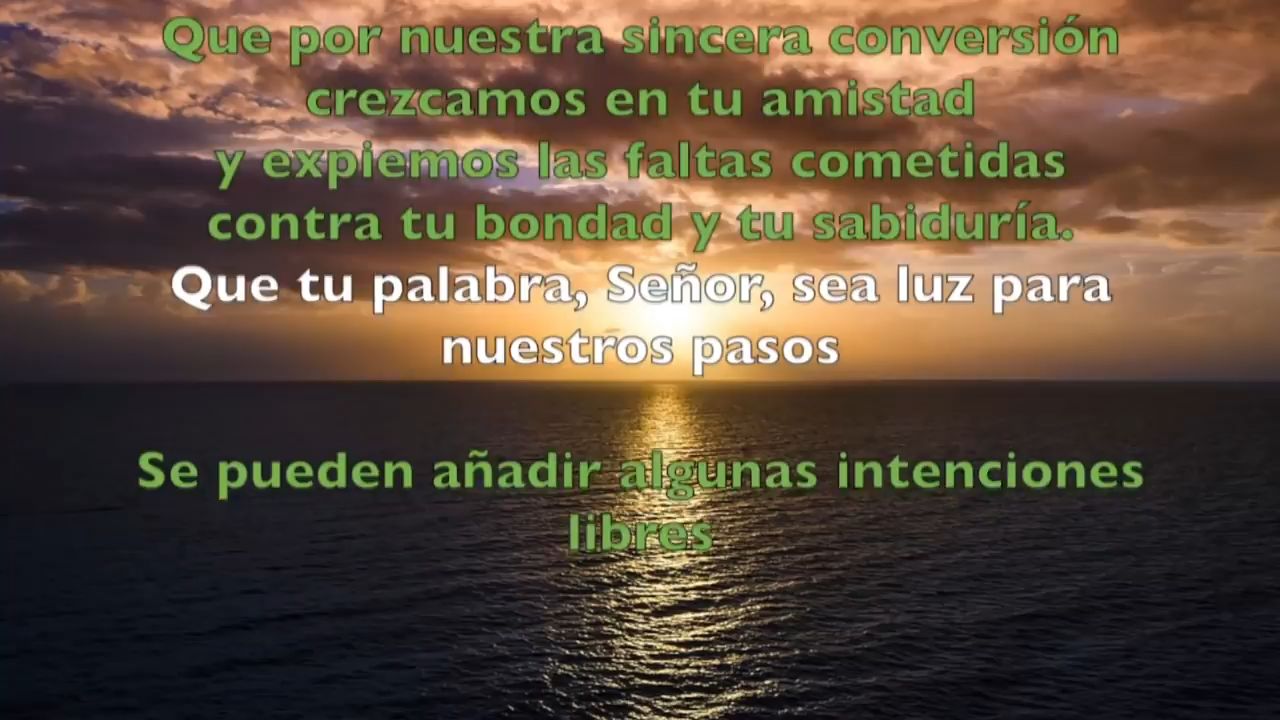 Que por nuestra sincera conversión
crezcamos en tu amistad
y expiemos las faltas cometidas
contra tu bondad y tu sabiduría.
Que tu palabra, Señor, sea luz para
nuestros pasos
Se pueden añadir algunas intenciones
libres